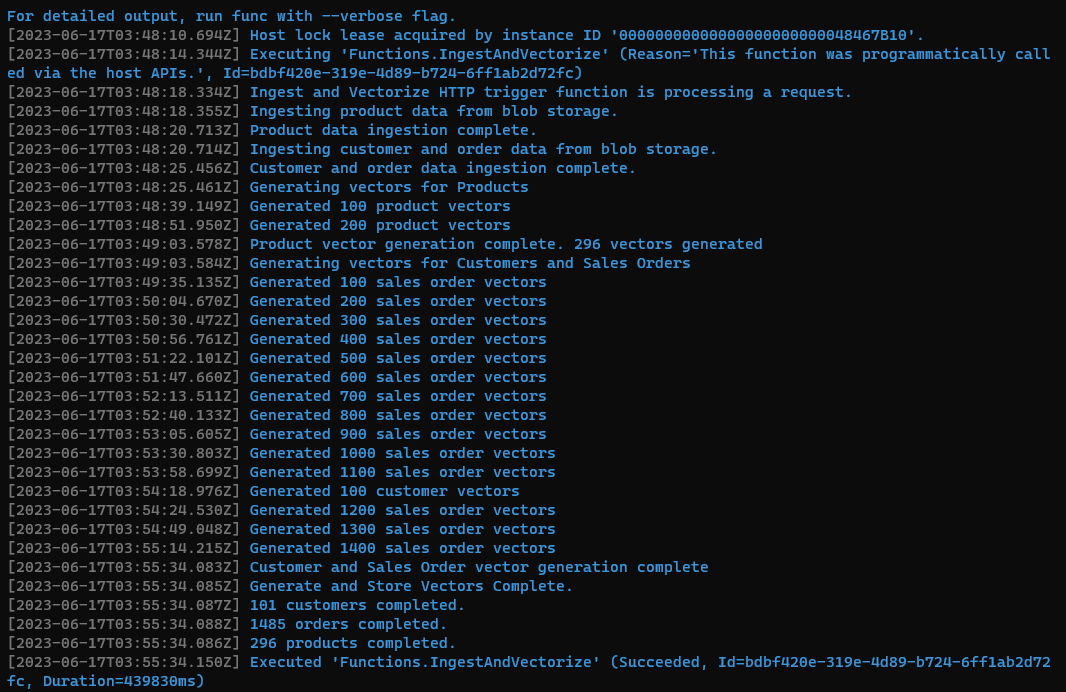 For detailed output, run func with --verbose flag.
[2023-06-17T03:48:10.694Z] Host lock lease acquired by instance ID '000000000000000000000000048467B10'.
[2023-06-17T03:48:14.344Z] Executing 'Functions.IngestAndVectorize' (Reason='This function was programmatically call
ed via the host APIs.', Id=bdbf420e-319e-4d89-b724-6ff1ab2d72fc)
[2023-06-17T03:48:18.334Z] Ingest and Vectorize HTTP trigger function is processing a request.
[2023-06-17T03:48:18.355Z] Ingesting product data from blob storage.
[2023-06-17T03:48:20.713Z] Product data ingestion complete.
[2023-06-17T03:48:20.714Z] Ingesting customer and order data from blob storage.
[2023-06-17T03:48:25.456Z] Customer and order data ingestion complete.
[2023-06-17T03:48:25.461Z] Generating vectors for Products
[2023-06-17T03:48:39.149Z] Generated 100 product vectors
[2023-06-17T03:48:51.950Z] Generated 200 product vectors
[2023-06-17T03:49:03.578Z] Product vector generation complete. 296 vectors generated
[2023-06-17T03:49:03.584Z] Generating vectors for Customers and Sales Orders
[2023-06-17T03:49:35.135Z] Generated 100 sales order vectors
[2023-06-17T03:50:04.670Z] Generated 200 sales order vectors
[2023-06-17T03:50:30.472Z] Generated 300 sales order vectors
[2023-06-17T03:50:56.761Z] Generated 400 sales order vectors
[2023-06-17T03:51:22.101Z] Generated 500 sales order vectors
[2023-06-17T03:51:47.660Z] Generated 600 sales order vectors
[2023-06-17T03:52:13.511Z] Generated 700 sales order vectors
[2023-06-17T03:52:40.133Z] Generated 800 sales order vectors
[2023-06-17T03:53:05.605Z] Generated 900 sales order vectors
[2023-06-17T03:53:30.803Z] Generated 1000 sales order vectors
[2023-06-17T03:53:58.699Z] Generated 1100 sales order vectors
[2023-06-17T03:54:18.976Z] Generated 100 customer vectors
[2023-06-17T03:54:24.530Z] Generated 1200 sales order vectors
[2023-06-17T03:54:49.048Z] Generated 1300 sales order vectors
[2023-06-17T03:55:14.215Z] Generated 1400 sales order vectors
[2023-06-17T03:55:34.083Z] Customer and Sales Order vector generation complete
[2023-06-17T03:55:34.085Z] Generate and Store Vectors Complete.
[2023-06-17T03:55:34.087Z] 101 customers completed.
[2023-06-17T03:55:34.088Z] 1485 orders completed.
[2023-06-17T03:55:34.086Z] 296 products completed.
[2023-06-17T03:55:34.150Z] Executed 'Functions.IngestAndVectorize' (Succeeded, Id=bdbf420e-319e-4d89-b724-6ff1ab2d72
fc, Duration=439830ms)